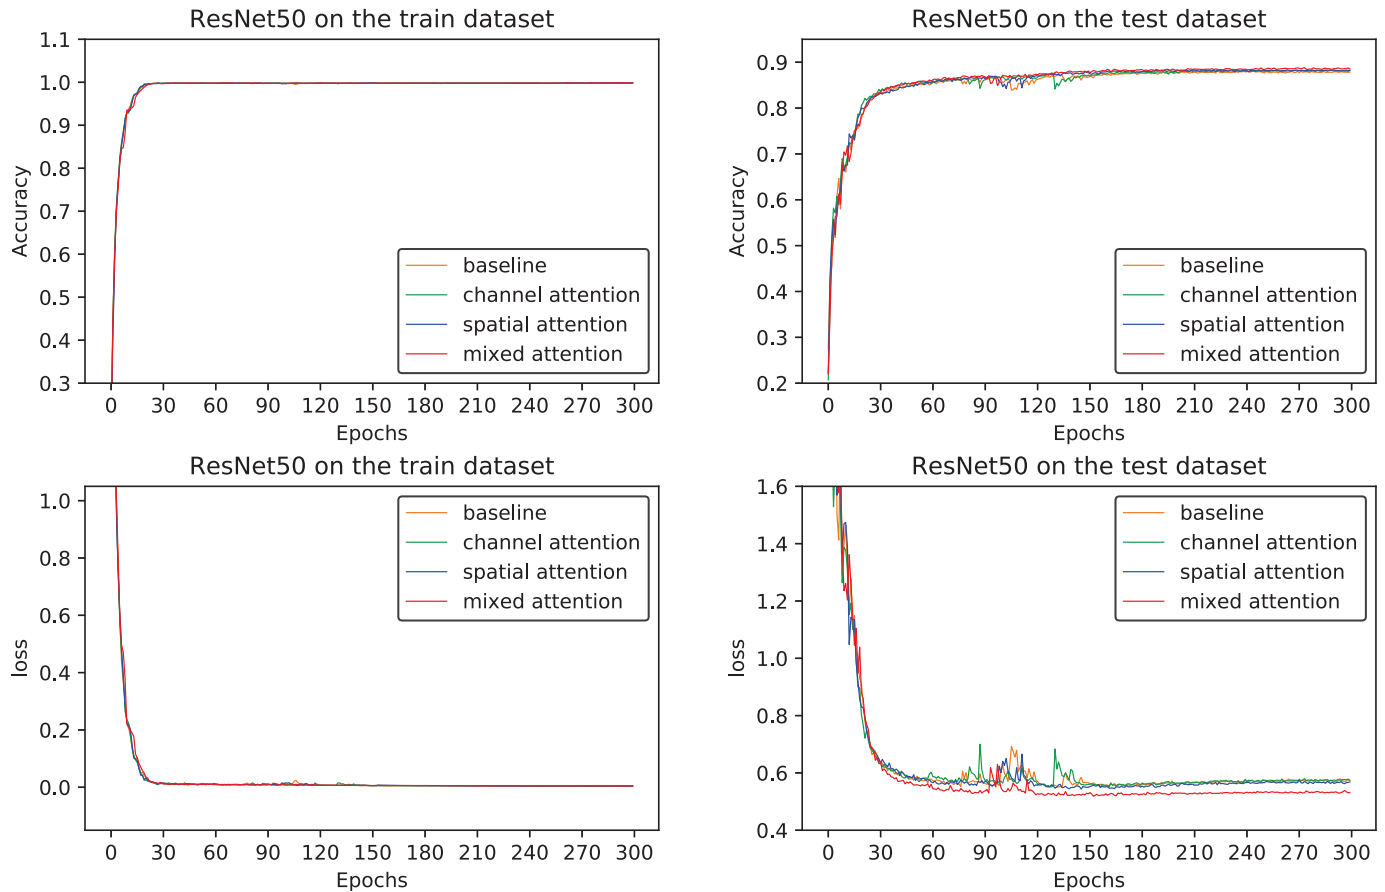 ResNet50 on the train dataset
1.1
1.0
0.9
0.8
0.7
0.6
0.5
0.4
0.3
Accuracy
baseline
channel attention
spatial attention
mixed attention
0 30 60 90 120 150 180 210 240 270 300
Epochs
ResNet50 on the test dataset
0.9
0.8
0.7
0.6
0.5
0.4
0.3
0.2
Accuracy
baseline
channel attention
spatial attention
mixed attention
0 30 60 90 120 150 180 210 240 270 300
Epochs
ResNet50 on the train dataset
1.0
0.8
0.6
0.4
0.2
0.0
loss
baseline
channel attention
spatial attention
mixed attention
0 30 60 90 120 150 180 210 240 270 300
Epochs
ResNet50 on the test dataset
1.6
1.4
1.2
1.0
0.8
0.6
0.4
loss
baseline
channel attention
spatial attention
mixed attention
0 30 60 90 120 150 180 210 240 270 300
Epochs